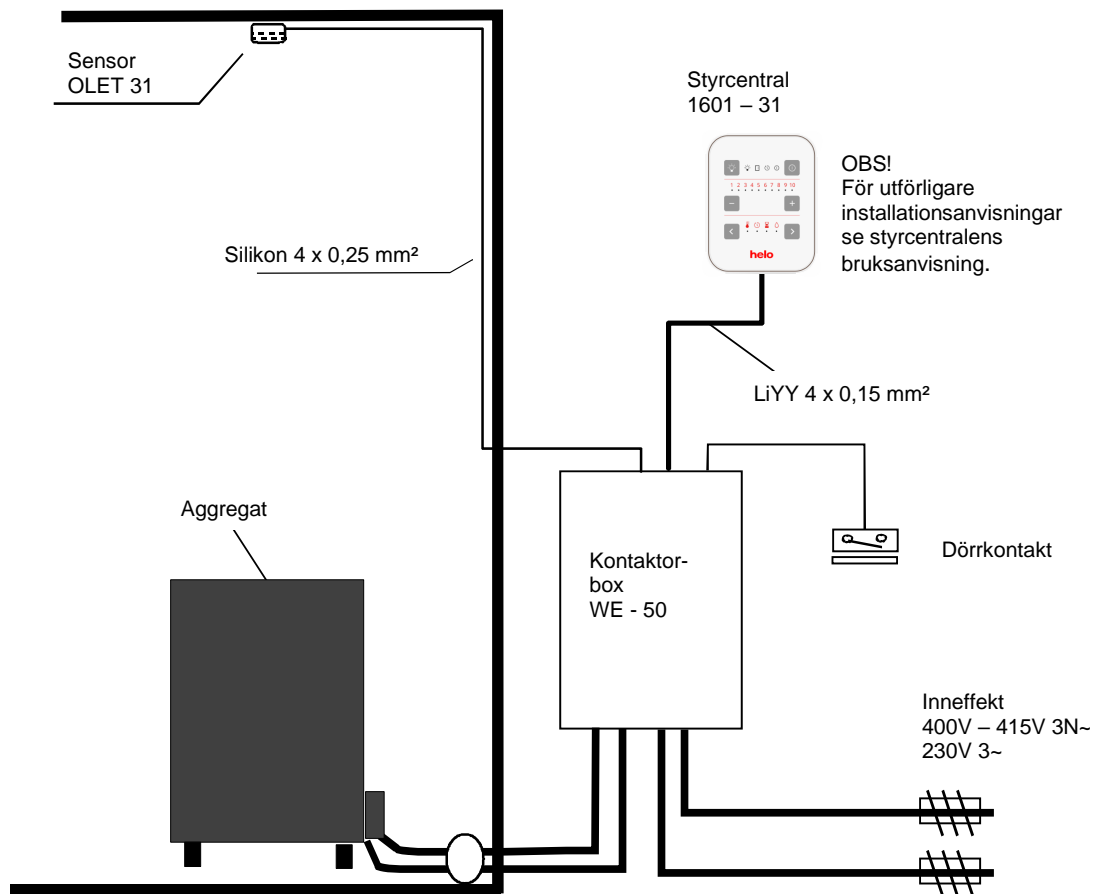 Sensor
OLET 31
Styrcentral
1601 – 31
1 2 3 4 5 6 7 8 9 10
helo
OBS!
För utförligare
installationsanvisningar
se styrcentralens
bruksanvisning.
Silikon 4 x 0,25 mm²
LiYY 4 x 0,15 mm²
Aggregat
Kontaktor-
box
WE - 50
Dörrkontakt
Ineffekt
400V – 415V 3N~
230V 3~